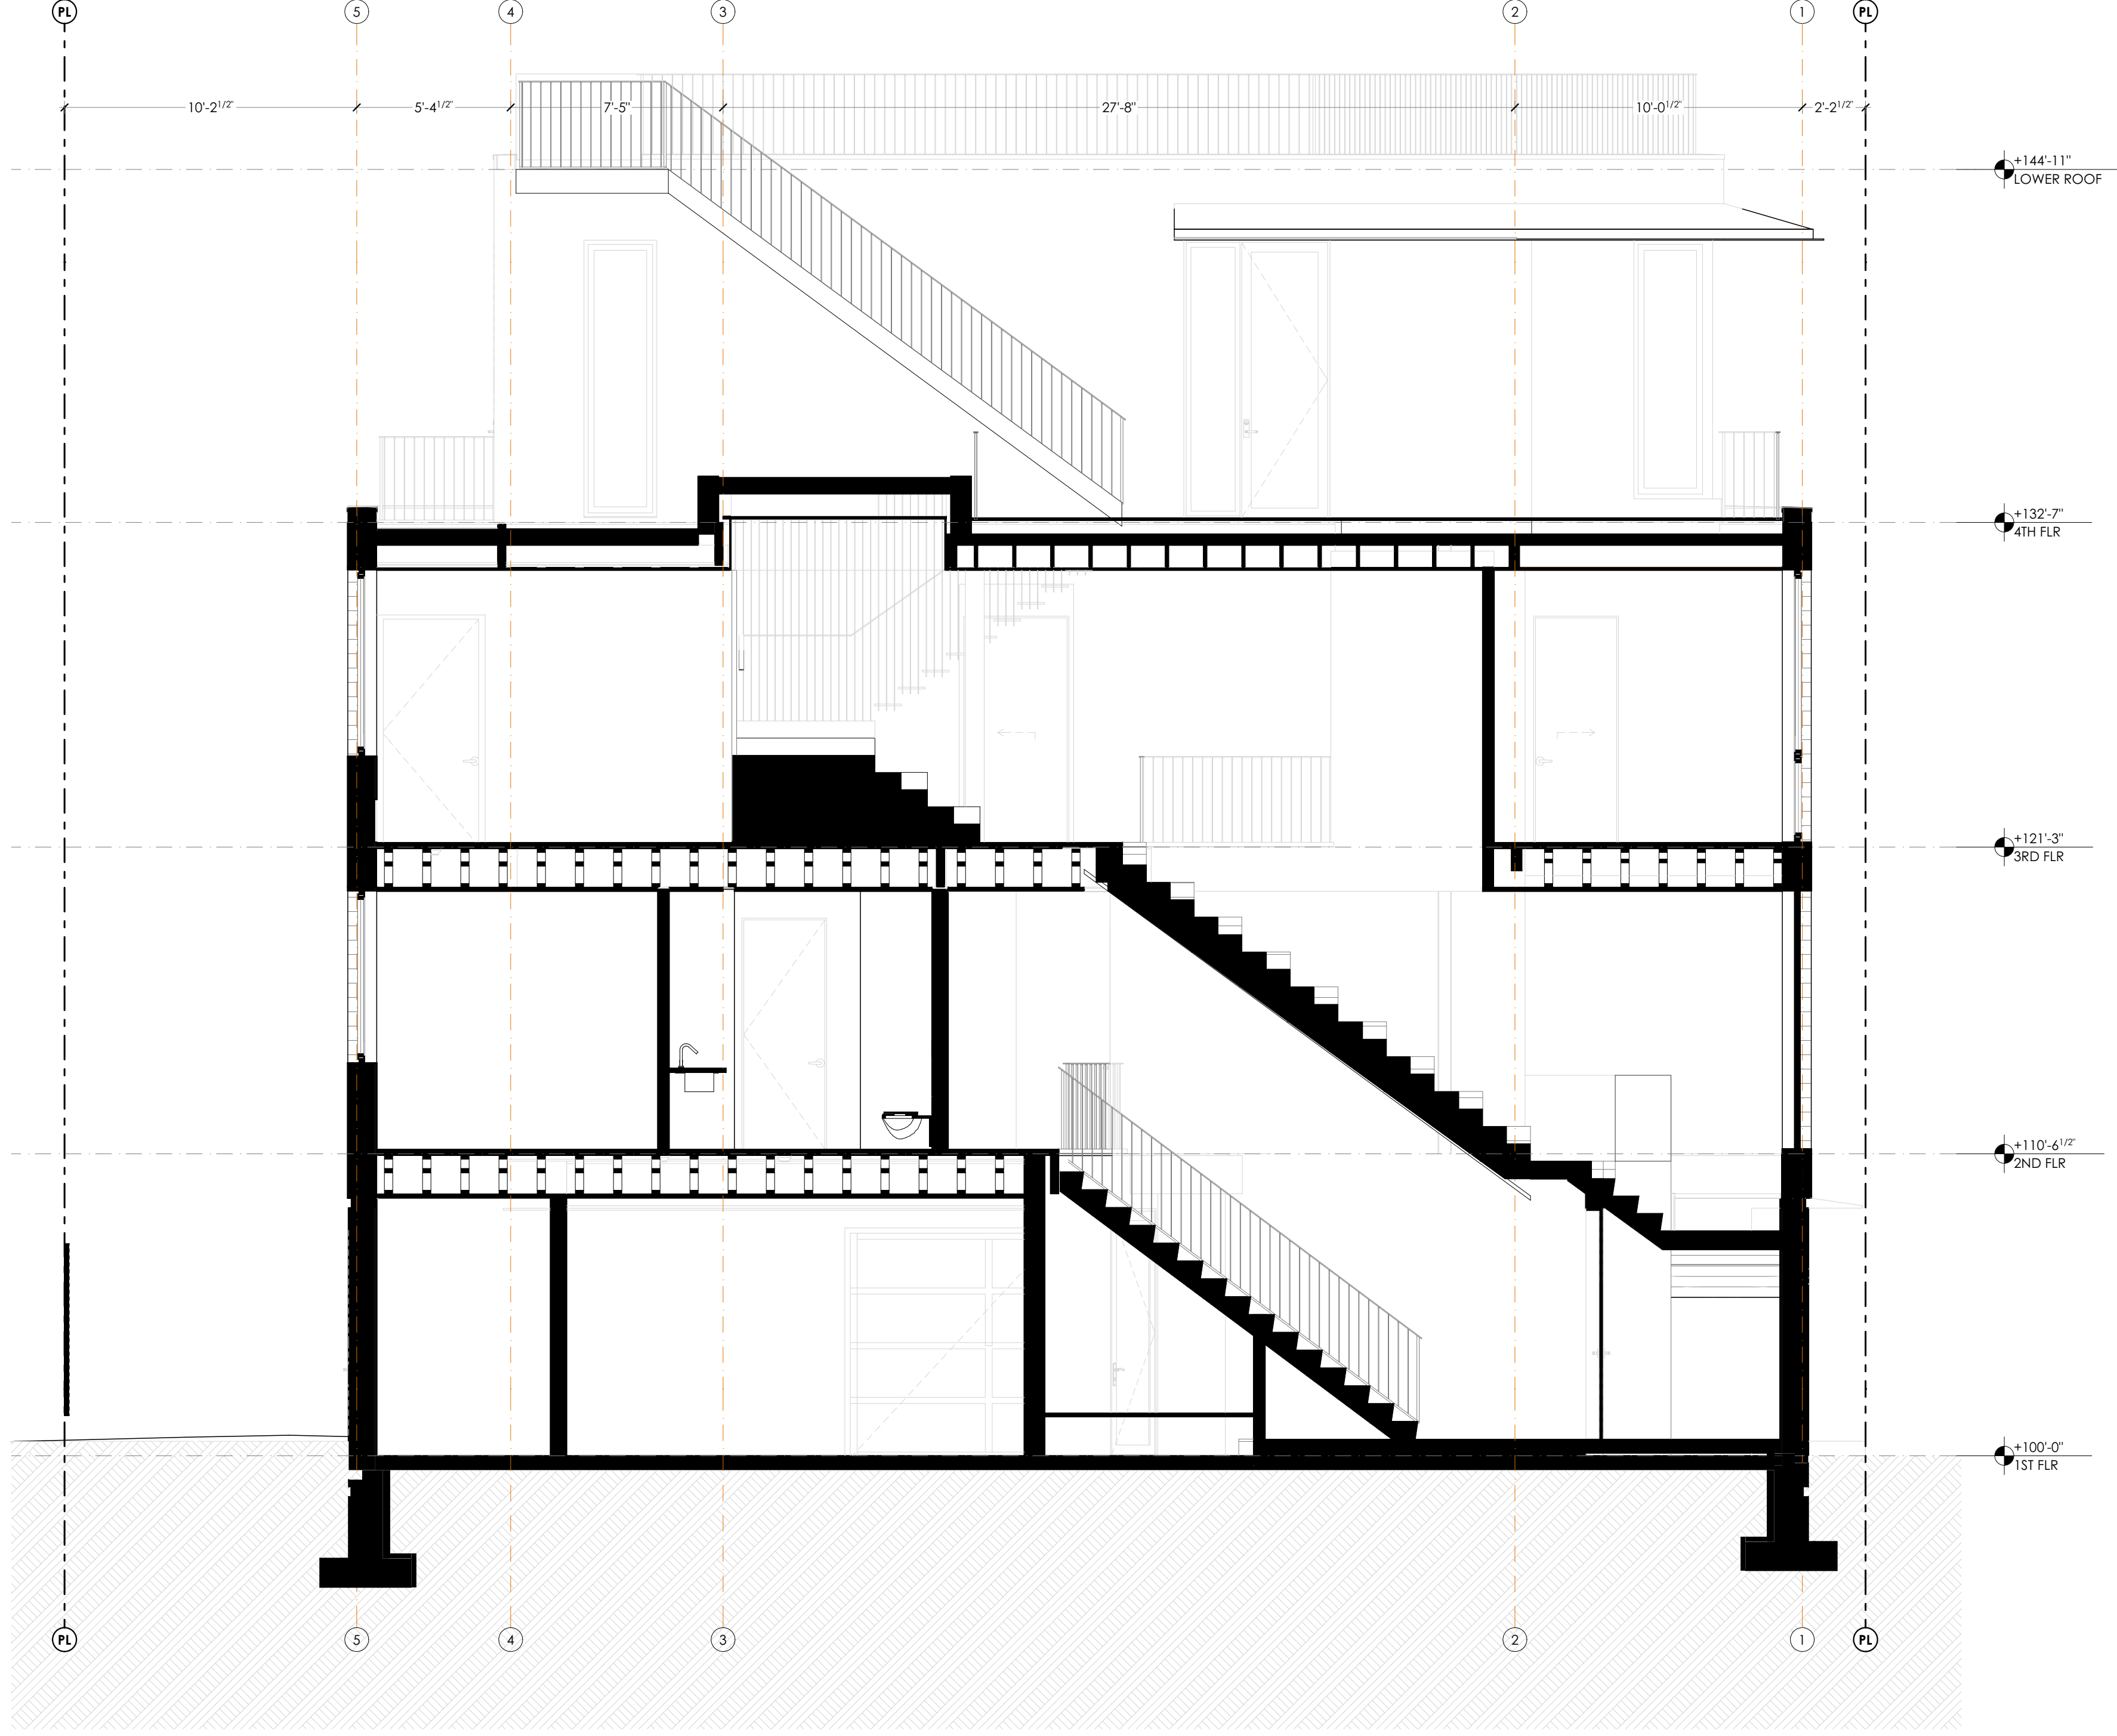 PL 5 4 3 2 1 PL
10'-2 1/2" 5'-4 1/2" 7'-5" 27'-8" 10'-0 1/2" 2'-2 1/2"
+144'-11"
LOWER ROOF
+132'-7"
4TH FLR
+121'-3"
3RD FLR
+110'-6 1/2"
2ND FLR
+100'-0"
1ST FLR
PL 5 4 3 2 1 PL